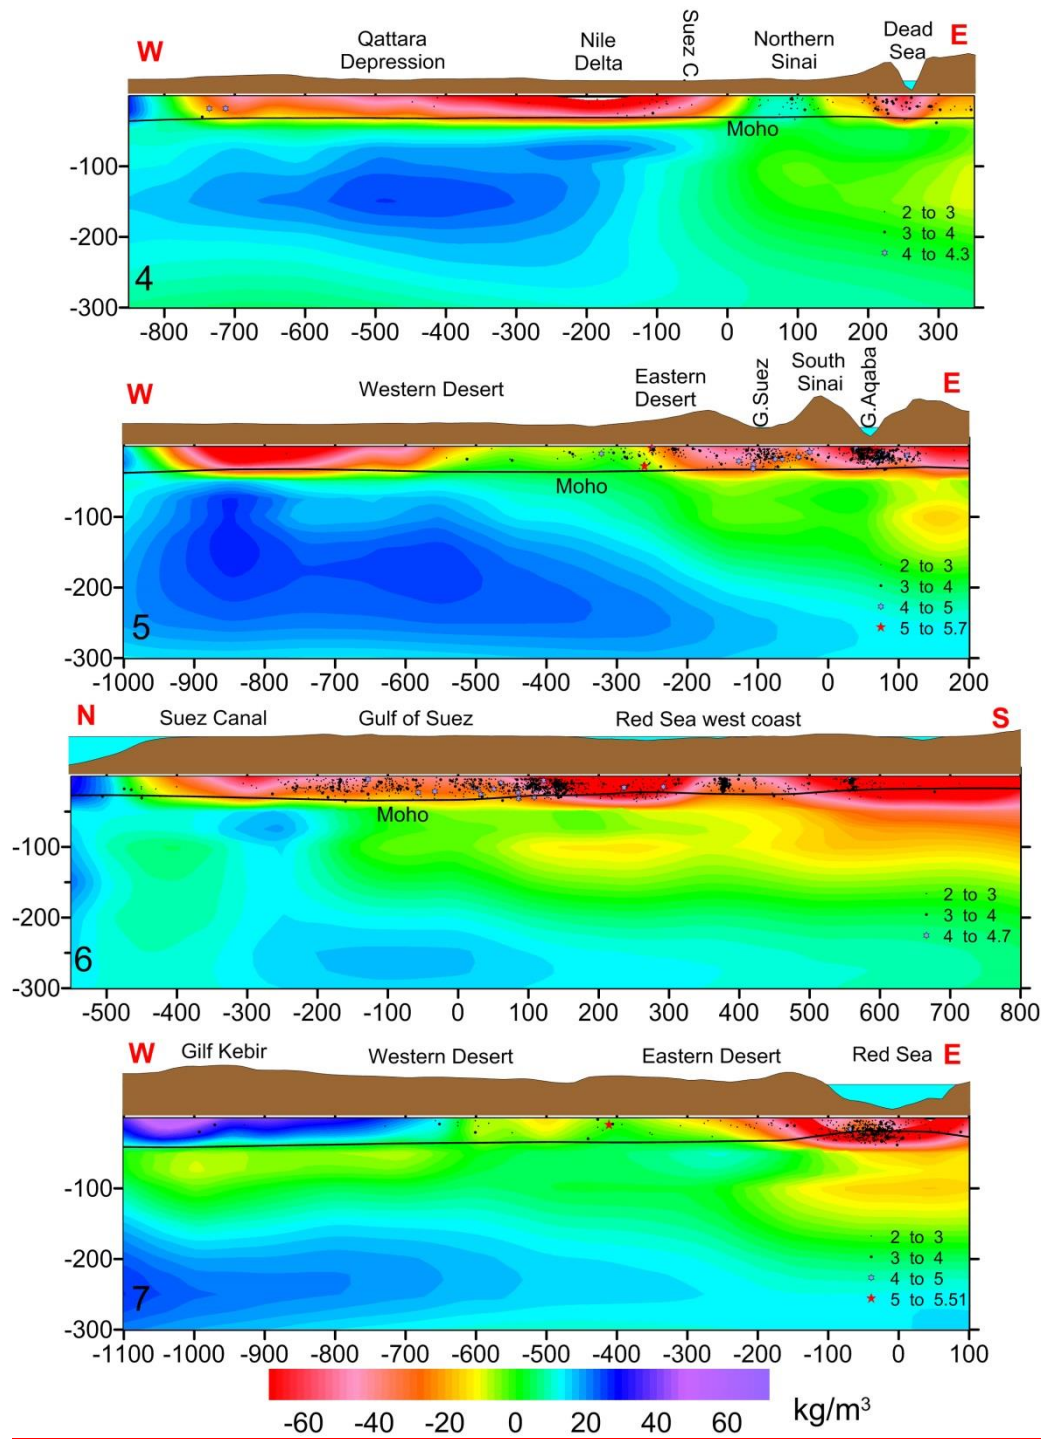 W Qattara Depression Nile Delta Suez C. Northern Sinai Dead Sea E
Moho
-100
-200
-300
2 to 3
3 to 4
4 to 4.3
4
-800 -700 -600 -500 -400 -300 -200 -100 0 100 200 300
W Western Desert Eastern Desert G.Suez South Sinai G.Aqaba E
Moho
-100
-200
-300
2 to 3
3 to 4
4 to 5
5 to 5.7
5
-1000 -900 -800 -700 -600 -500 -400 -300 -200 -100 0 100 200
N Suez Canal Gulf of Suez Red Sea west coast S
Moho
-100
-200
-300
2 to 3
3 to 4
4 to 4.7
6
-500 -400 -300 -200 -100 0 100 200 300 400 500 600 700 800
W Gilf Kebir Western Desert Eastern Desert Red Sea E
-100
-200
-300
2 to 3
3 to 4
4 to 5
5 to 5.51
7
-1100 -1000 -900 -800 -700 -600 -500 -400 -300 -200 -100 0 100
-60 -40 -20 0 20 40 60 kg/m³